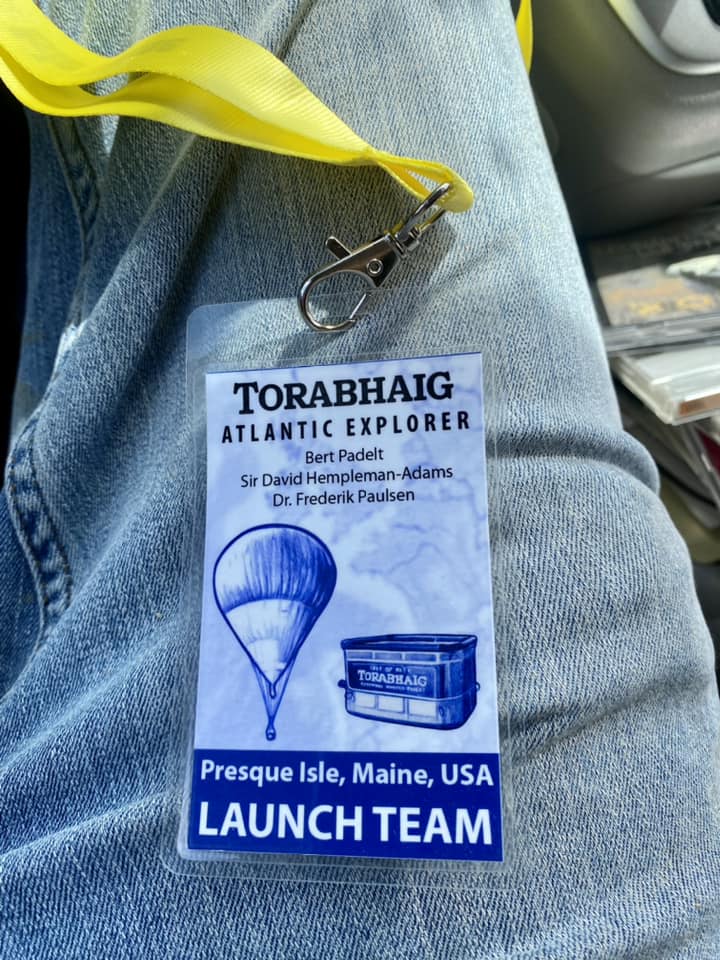 TORABHAIG
ATLANTIC EXPLORER
Bert Padelt
Sir David Hempleman-Adams
Dr. Frederik Paulsen
TORABHAIG
Presque Isle, Maine, USA
LAUNCH TEAM